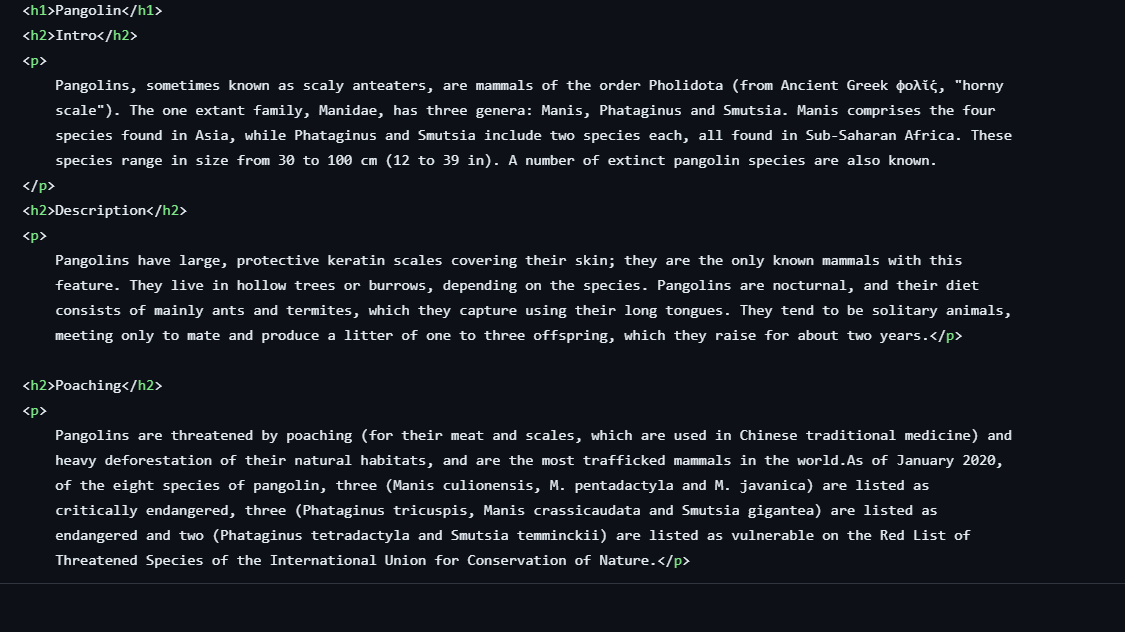 <h1>Pangolin</h1>
<h2>Intro</h2>
<p>
Pangolins, sometimes known as scaly anteaters, are mammals of the order Pholidota (from Ancient Greek ϕολῐ́ς, "horny
scale"). The one extant family, Manidae, has three genera: Manis, Phataginus and Smutsia. Manis comprises the four
species found in Asia, while Phataginus and Smutsia include two species each, all found in Sub-Saharan Africa. These
species range in size from 30 to 100 cm (12 to 39 in). A number of extinct pangolin species are also known.
</p>
<h2>Description</h2>
<p>
Pangolins have large, protective keratin scales covering their skin; they are the only known mammals with this
feature. They live in hollow trees or burrows, depending on the species. Pangolins are nocturnal, and their diet
consists of mainly ants and termites, which they capture using their long tongues. They tend to be solitary animals,
meeting only to mate and produce a litter of one to three offspring, which they raise for about two years.</p>
<h2>Poaching</h2>
<p>
Pangolins are threatened by poaching (for their meat and scales, which are used in Chinese traditional medicine) and
heavy deforestation of their natural habitats, and are the most trafficked mammals in the world.As of January 2020,
of the eight species of pangolin, three (Manis culionensis, M. pentadactyla and M. javanica) are listed as
critically endangered, three (Phataginus tricuspis, Manis crassicaudata and Smutsia gigantea) are listed as
endangered and two (Phataginus tetradactyla and Smutsia temminckii) are listed as vulnerable on the Red List of
Threatened Species of the International Union for Conservation of Nature.</p>